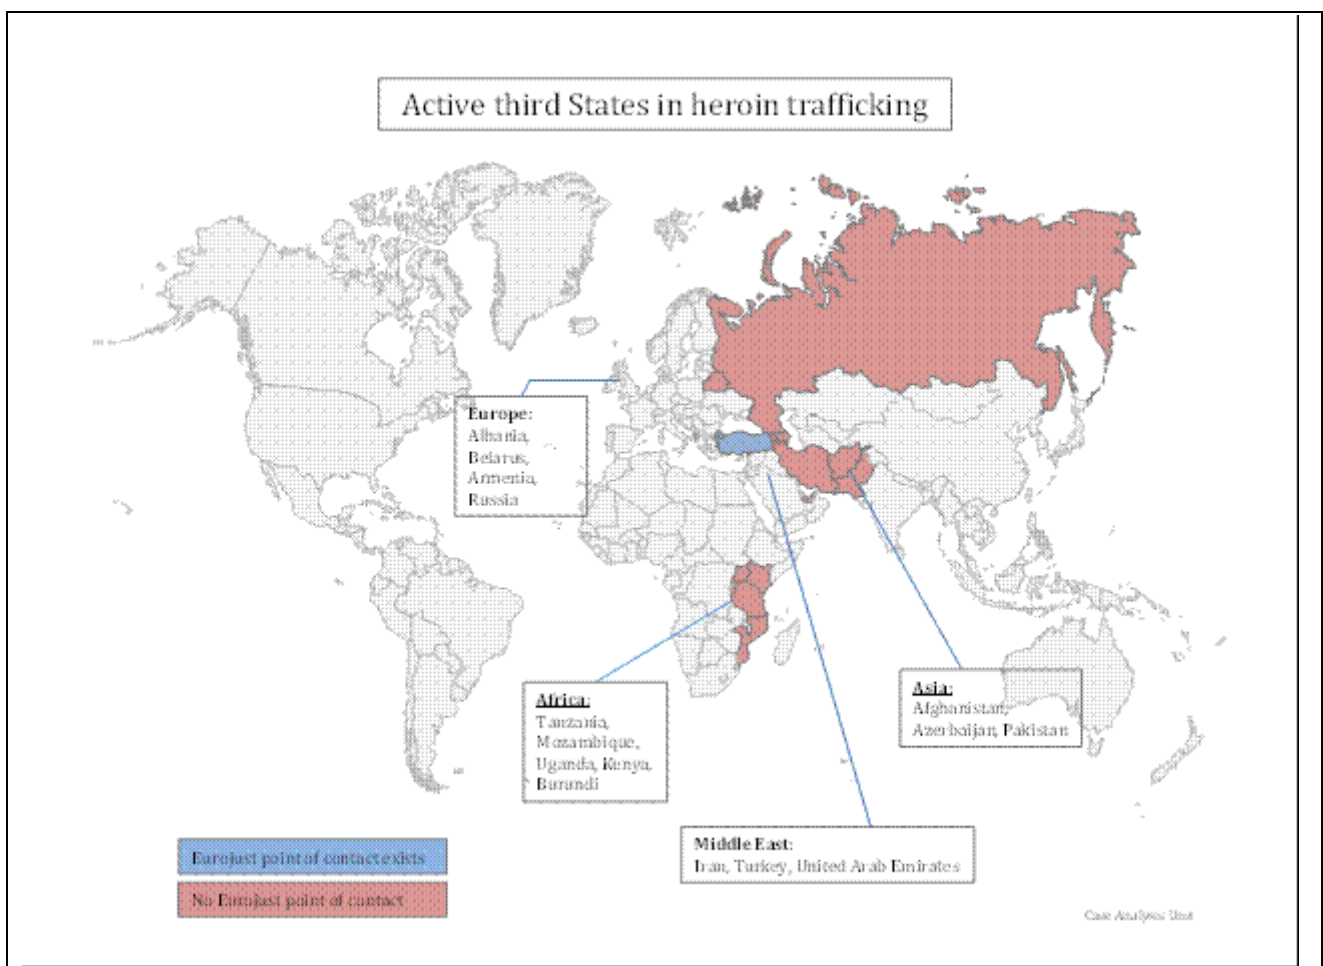 Active third States in heroin trafficking
Europe:
Albania,
Belarus,
Armenia,
Russia
Africa:
Tanzania,
Mozambique,
Uganda, Kenya,
Burundi
Asia:
Afghanistan,
Azerbaijan, Pakistan
Middle East:
Iran, Turkey, United Arab Emirates
Eurojust point of contact exists
No Eurojust point of contact
Case Analysis Unit